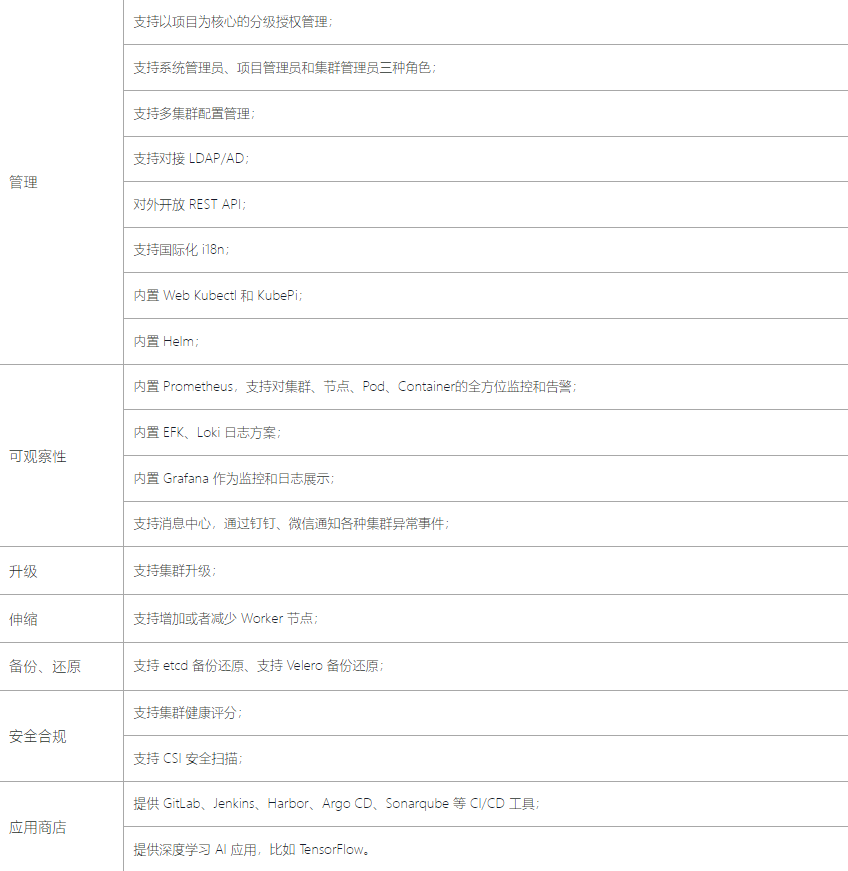 管理
支持以项目为核心的分级授权管理；
支持系统管理员、项目管理员和集群管理员三种角色；
支持多集群配置管理；
支持对接 LDAP/AD；
对外开放 REST API；
支持国际化 i18n；
内置 Web Kubectl 和 KubePi；
内置 Helm；
可观察性
内置 Prometheus，支持对集群、节点、Pod、Container的全方位监控和告警；
内置 EFK、Loki 日志方案；
内置 Grafana 作为监控和日志展示；
支持消息中心，通过钉钉、微信通知各种集群异常事件；
升级
支持集群升级；
伸缩
支持增加或者减少 Worker 节点；
备份、还原
支持 etcd 备份还原、支持 Velero 备份还原；
安全合规
支持集群健康评分；
支持 CSI 安全扫描；
应用商店
提供 GitLab、Jenkins、Harbor、Argo CD、Sonarqube 等 CI/CD 工具；
提供深度学习 AI 应用，比如 TensorFlow。